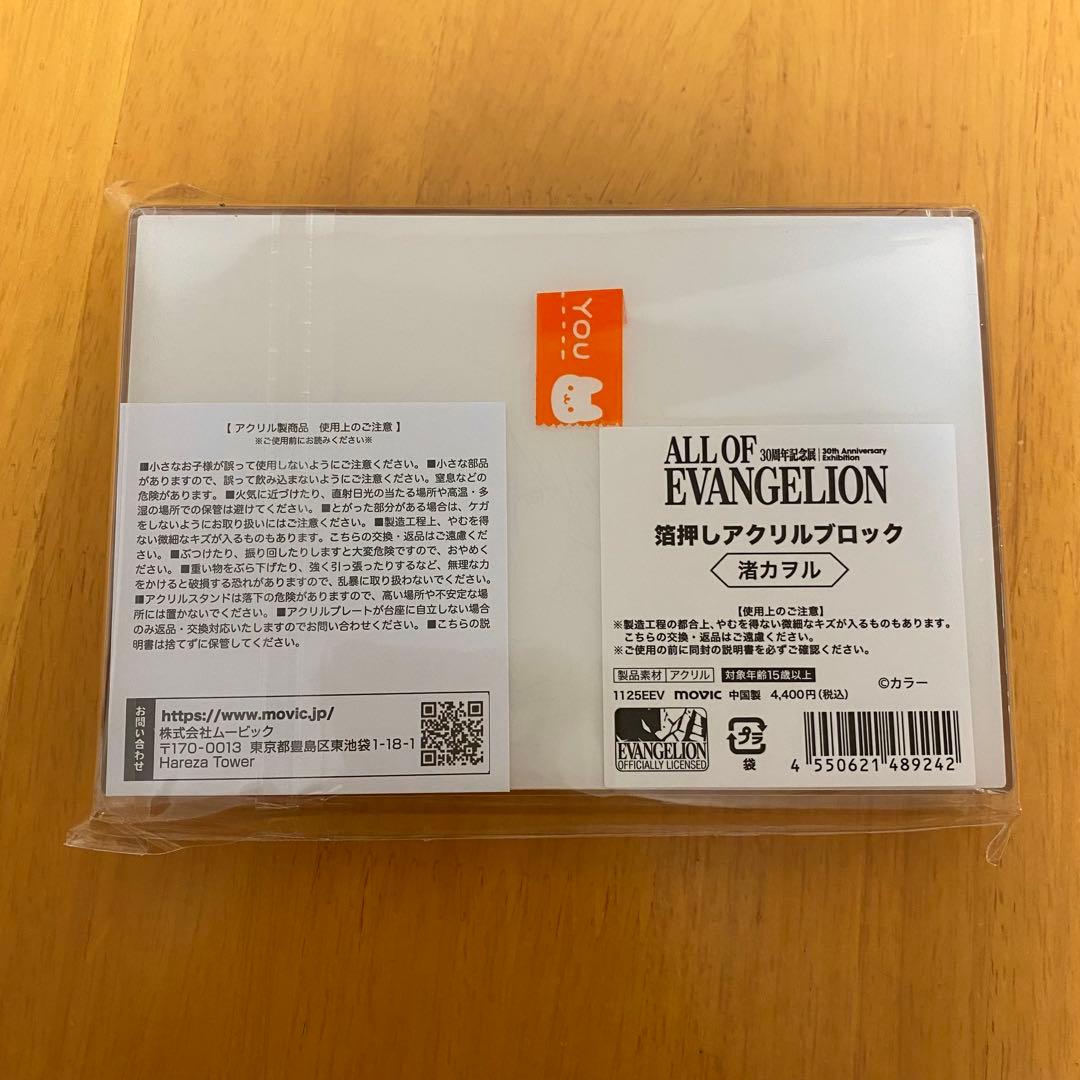 YOU
【 アクリル製商品　使用上のご注意 】
※ご使用前にお読みください※
■小さなお子様が誤って使用しないようにご注意ください。■小さな部品
がありますので、誤って飲み込まないようにご注意ください。窒息などの
危険があります。■火気に近づけたり、直射日光の当たる場所や高温・多
湿の場所での保管は避けてください。■とがった部分がある場合は、ケガ
をしないようにお取り扱いにはご注意ください。■製造工程上、やむを得
ない微細なキズが入るものもあります。こちらの交換・返品はご遠慮くだ
さい。■ぶつけたり、振り回したりしますと大変危険ですので、おやめく
ださい。■重い物をぶら下げたり、強く引っ張ったりするなど、無理な力
をかけると破損する恐れがありますので、乱暴に取り扱わないでください。
■アクリルスタンドは落下の危険がありますので、高い場所や不安定な場
所には置かないでください。■アクリルプレートが台座に自立しない場合
のみ返品・交換対応いたしますのでお問い合わせください。■こちらの説
明書は捨てずに保管してください。
お問い合わせ
https://www.movic.jp/
株式会社ムービック
〒170-0013 東京都豊島区東池袋1-18-1
Hareza Tower
ALL OF 30周年記念展 30th Anniversary Exhibition
EVANGELION
箔押しアクリルブロック
渚カヲル
【使用上のご注意】
※製造工程の都合上、やむを得ない微細なキズが入るものもあります。
こちらの交換・返品はご遠慮ください。
※ご使用の前に同封の説明書を必ずご確認ください。
製品素材 アクリル 対象年齢15歳以上
©カラー
1125EEV movic 中国製 4,400円(税込)
EVANGELION
OFFICIALLY LICENSED
プラ
袋
4 550621 489242